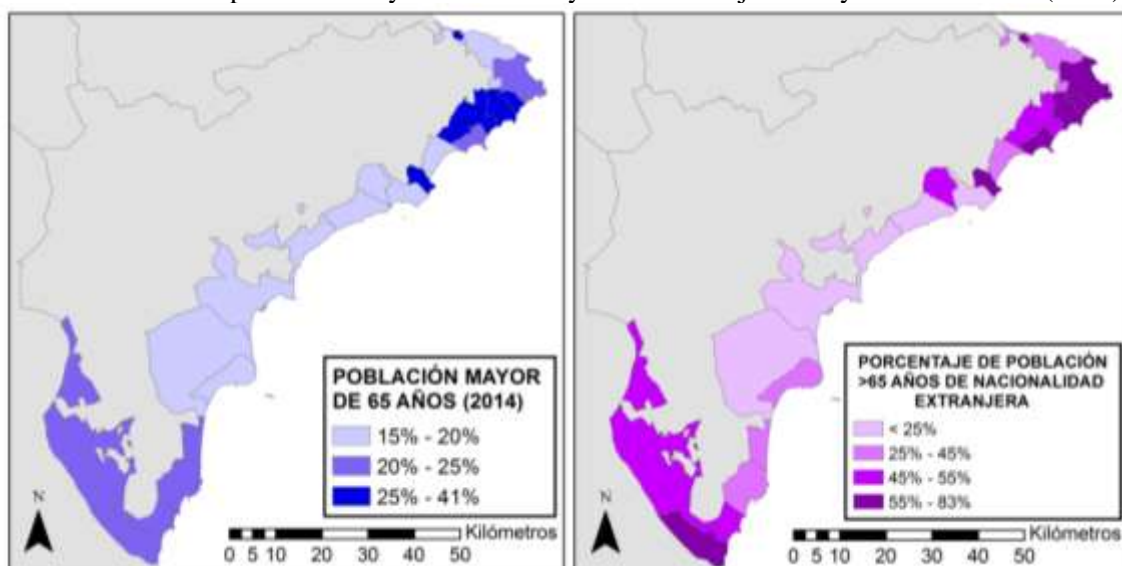 POBLACIÓN MAYOR
DE 65 AÑOS (2014)
15% - 20%
20% - 25%
25% - 41%
N
Kilómetros
0 5 10 20 30 40 50
PORCENTAJE DE POBLACIÓN
>65 AÑOS DE NACIONALIDAD
EXTRANJERA
< 25%
25% - 45%
45% - 55%
55% - 83%
N
Kilómetros
0 5 10 20 30 40 50